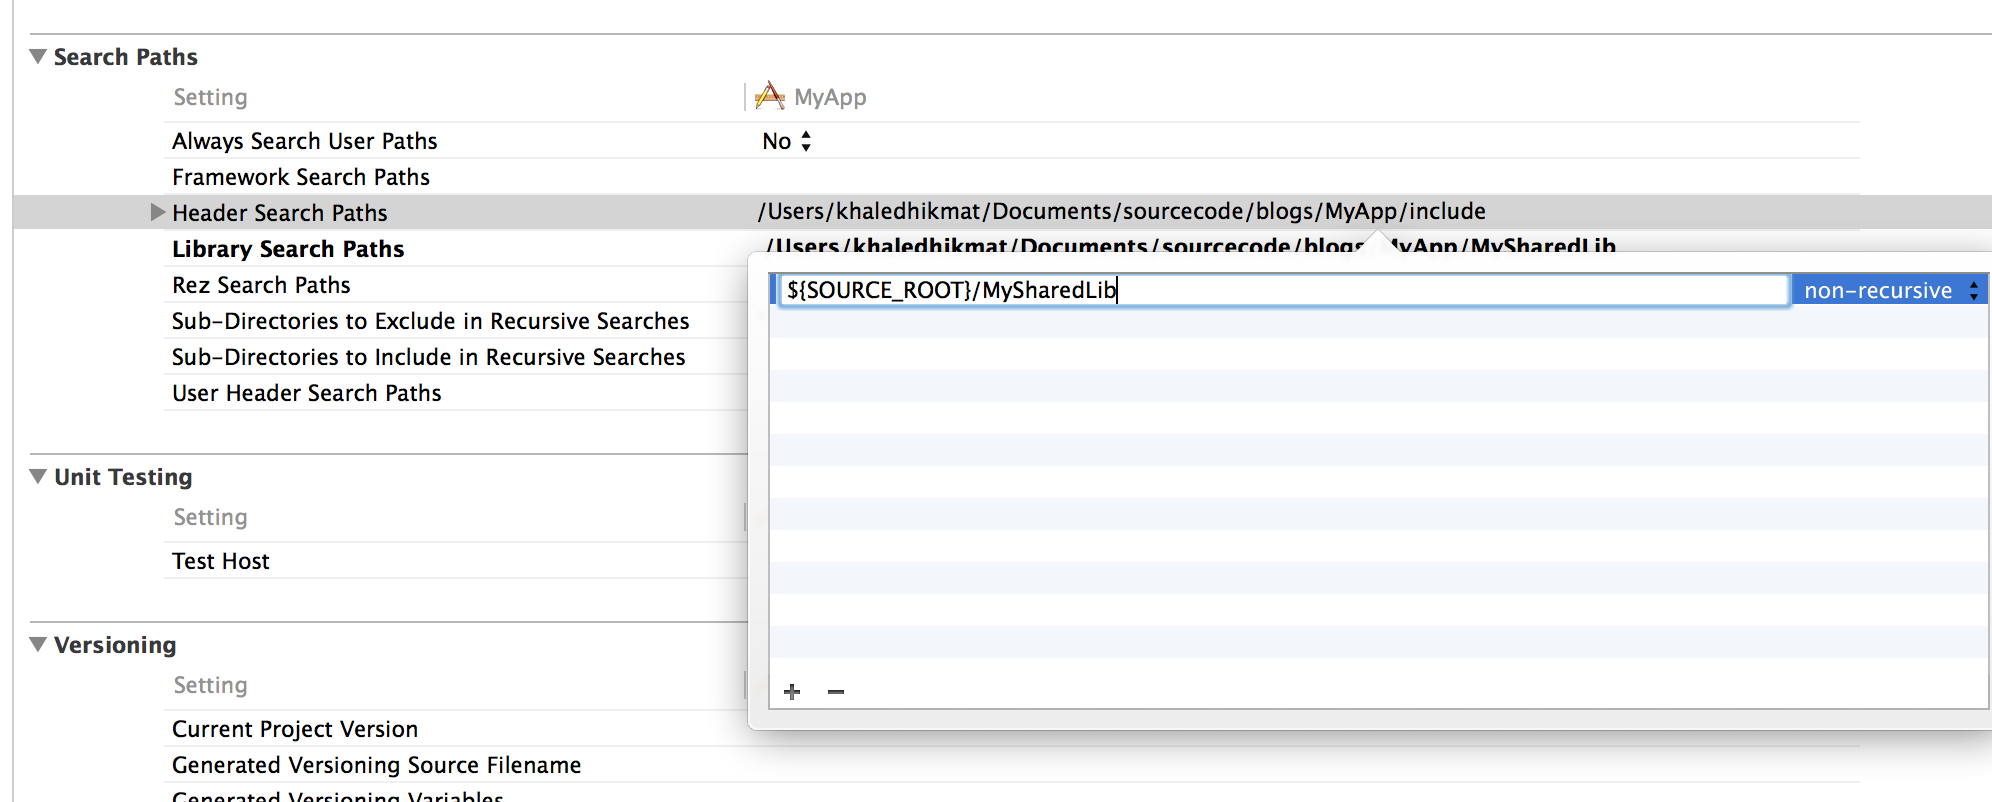 Search Paths
Setting MyApp
Always Search User Paths No
Framework Search Paths
Header Search Paths /Users/khaledhikmat/Documents/sourcecode/blogs/MyApp/include
Library Search Paths /Users/khaledhikmat/Documents/sourcecode/blogs/MyApp/MySharedLib
${SOURCE_ROOT}/MySharedLib non-recursive
Rez Search Paths
Sub-Directories to Exclude in Recursive Searches
Sub-Directories to Include in Recursive Searches
User Header Search Paths
Unit Testing
Setting
Test Host
Versioning
Setting
Current Project Version
Generated Versioning Source Filename
Generated Versioning Variables